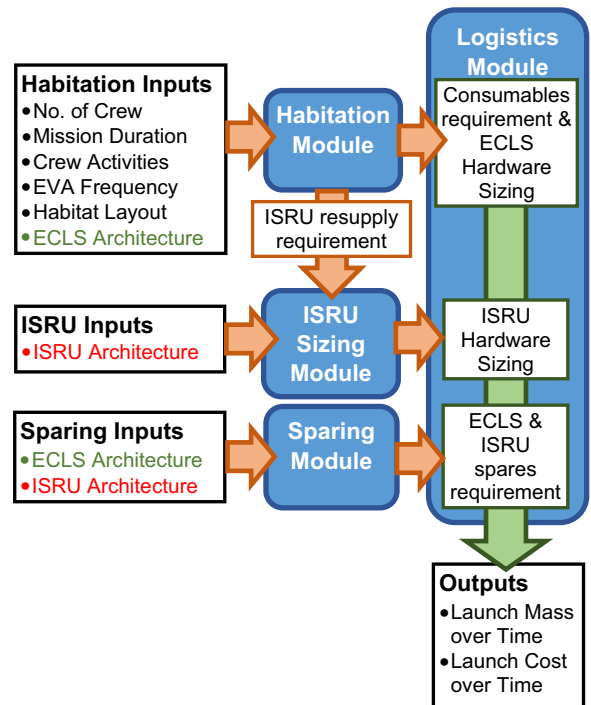 Habitation Inputs
•No. of Crew
•Mission Duration
•Crew Activities
•EVA Frequency
•Habitat Layout
•ECLS Architecture
Habitation
Module
Logistics
Module
Consumables
requirement &
ECLS
Hardware
Sizing
ISRU resupply
requirement
ISRU Inputs
•ISRU Architecture
ISRU
Sizing
Module
ISRU
Hardware
Sizing
Sparing Inputs
•ECLS Architecture
•ISRU Architecture
Sparing
Module
ECLS &
ISRU
spares
requirement
Outputs
•Launch Mass
over Time
•Launch Cost
over Time